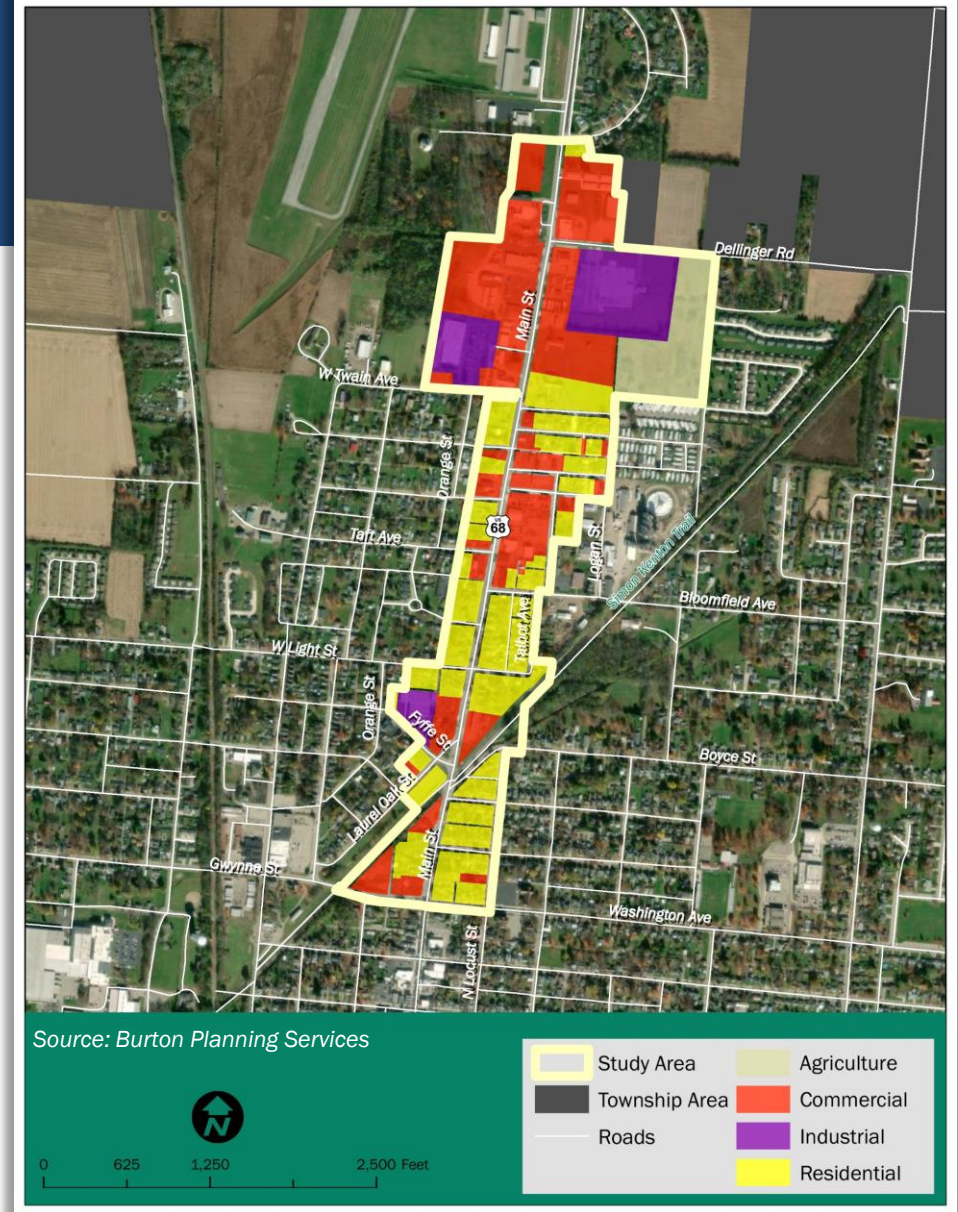 Dellinger Rd
Main St
W Twain Ave
Orange St
US
68
Taft Ave
Logan St
Simon Kenton Trail
Bloomfield Ave
Talbot Ave
W Light St
Orange St
Fyffe St
Boyce St
Laurel Oak St
Main St
Gwynne St
Washington Ave
N Locust St
Source: Burton Planning Services
N
0 625 1,250 2,500 Feet
Study Area
Township Area
Roads
Agriculture
Commercial
Industrial
Residential